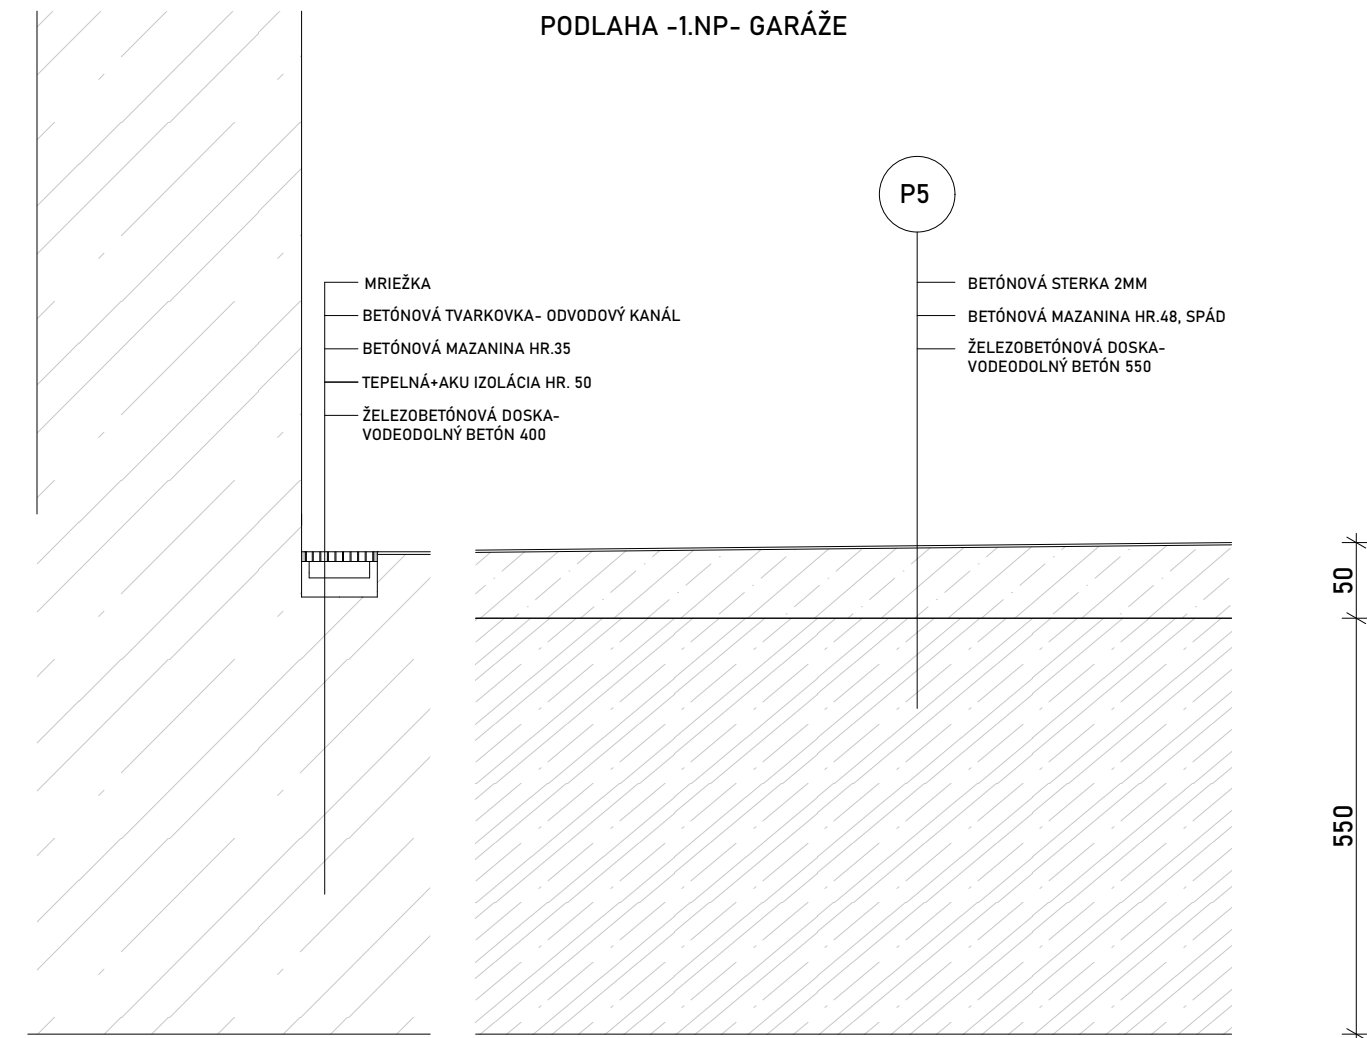 PODLAHA -1.NP- GARÁŽE
P5
MRIEŽKA
BETÓNOVÁ TVARKOVKA- ODVODOVÝ KANÁL
BETÓNOVÁ MAZANINA HR.35
TEPELNÁ+AKU IZOLÁCIA HR. 50
ŽELEZOBETÓNOVÁ DOSKA-
VODEODOLNÝ BETÓN 400
BETÓNOVÁ STERKA 2MM
BETÓNOVÁ MAZANINA HR.48, SPÁD
ŽELEZOBETÓNOVÁ DOSKA-
VODEODOLNÝ BETÓN 550
50
550